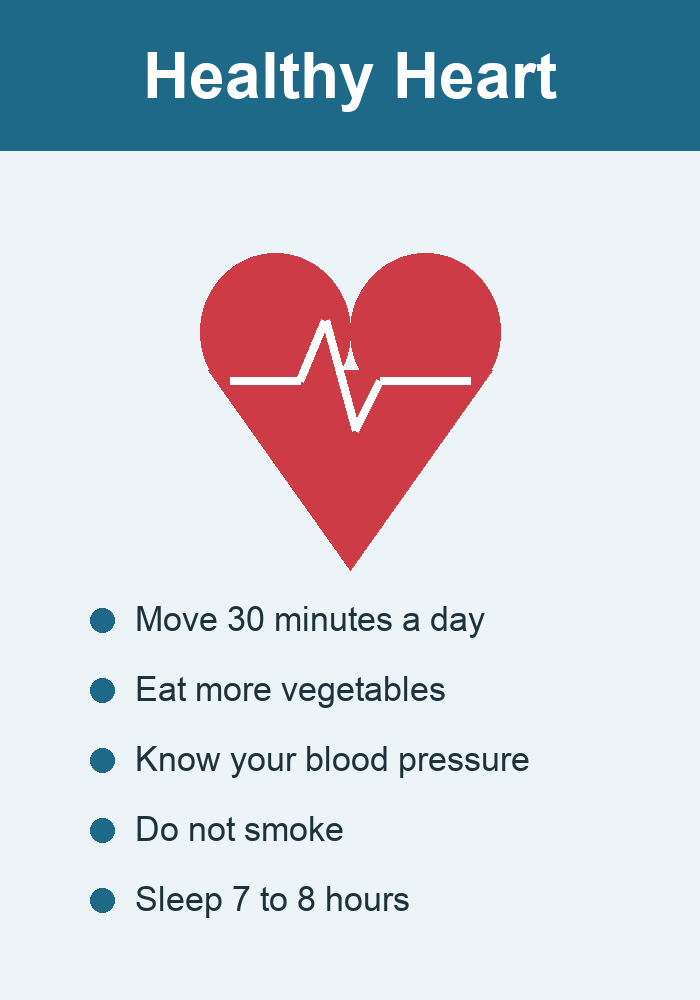 Healthy Heart
Move 30 minutes a day
Eat more vegetables
Know your blood pressure
Do not smoke
Sleep 7 to 8 hours